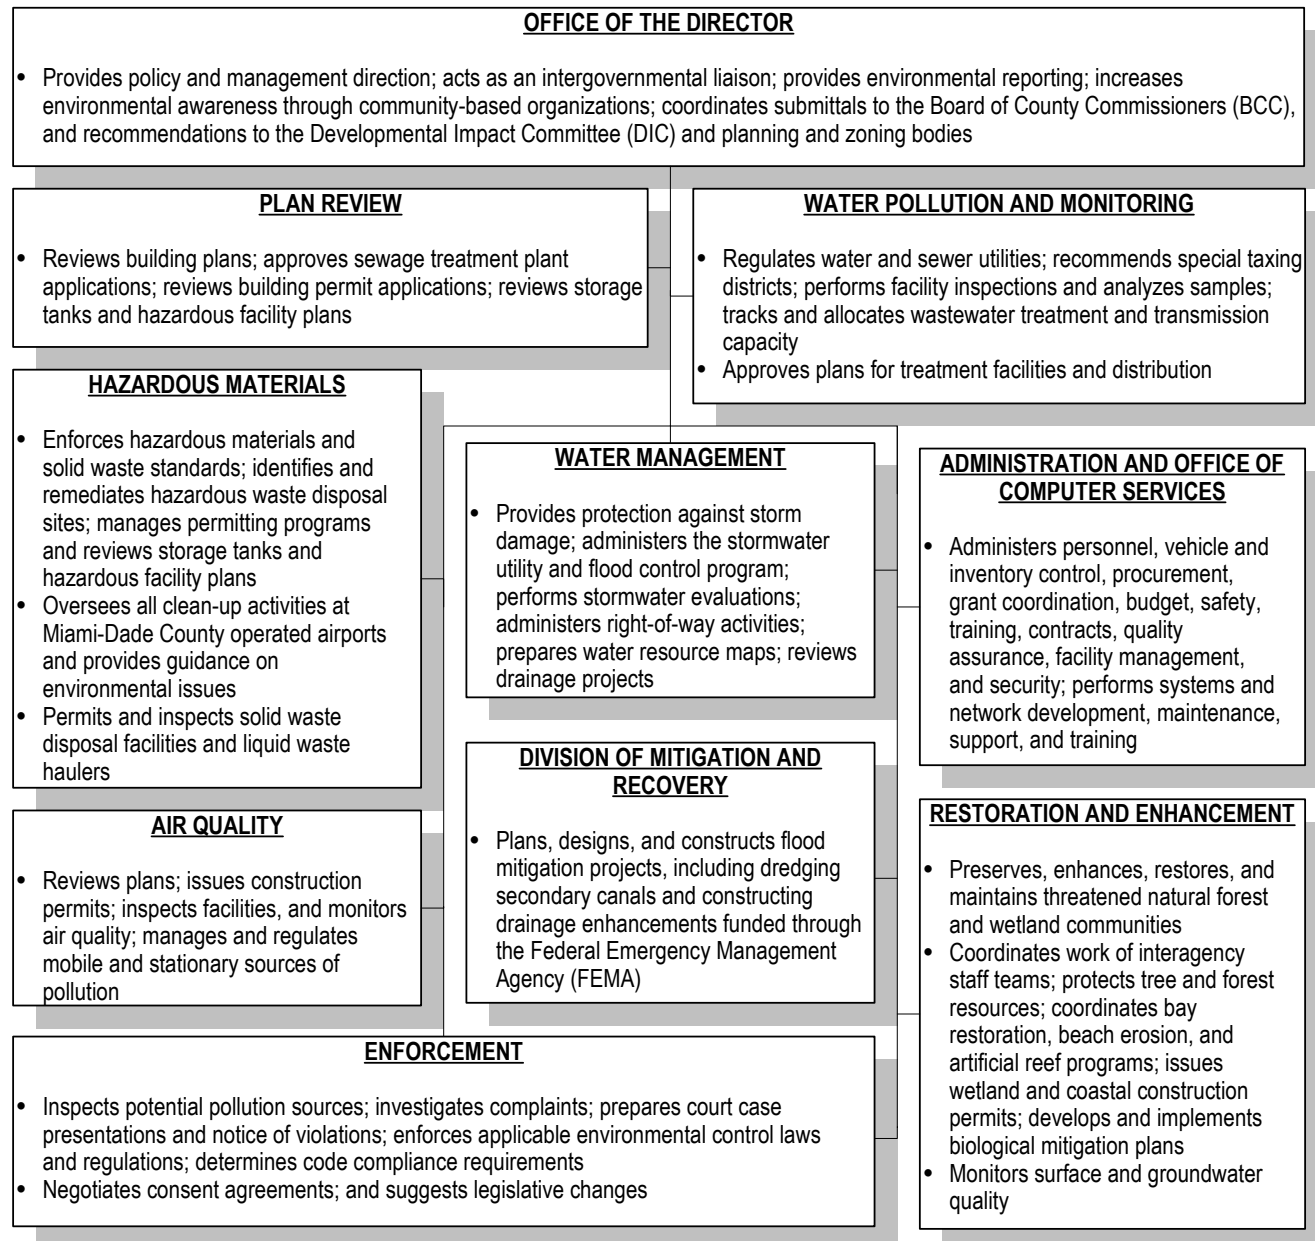 OFFICE OF THE DIRECTOR
• Provides policy and management direction; acts as an intergovernmental liaison; provides environmental reporting; increases
environmental awareness through community-based organizations; coordinates submittals to the Board of County Commissioners (BCC),
and recommendations to the Developmental Impact Committee (DIC) and planning and zoning bodies
PLAN REVIEW
• Reviews building plans; approves sewage treatment plant
applications; reviews building permit applications; reviews storage
tanks and hazardous facility plans
WATER POLLUTION AND MONITORING
• Regulates water and sewer utilities; recommends special taxing
districts; performs facility inspections and analyzes samples;
tracks and allocates wastewater treatment and transmission
capacity
• Approves plans for treatment facilities and distribution
HAZARDOUS MATERIALS
• Enforces hazardous materials and
solid waste standards; identifies and
remediates hazardous waste disposal
sites; manages permitting programs
and reviews storage tanks and
hazardous facility plans
• Oversees all clean-up activities at
Miami-Dade County operated airports
and provides guidance on
environmental issues
• Permits and inspects solid waste
disposal facilities and liquid waste
haulers
WATER MANAGEMENT
• Provides protection against storm
damage; administers the stormwater
utility and flood control program;
performs stormwater evaluations;
administers right-of-way activities;
prepares water resource maps; reviews
drainage projects
ADMINISTRATION AND OFFICE OF
COMPUTER SERVICES
• Administers personnel, vehicle and
inventory control, procurement,
grant coordination, budget, safety,
training, contracts, quality
assurance, facility management,
and security; performs systems and
network development, maintenance,
support, and training
DIVISION OF MITIGATION AND
RECOVERY
• Plans, designs, and constructs flood
mitigation projects, including dredging
secondary canals and constructing
drainage enhancements funded through
the Federal Emergency Management
Agency (FEMA)
AIR QUALITY
• Reviews plans; issues construction
permits; inspects facilities, and monitors
air quality; manages and regulates
mobile and stationary sources of
pollution
RESTORATION AND ENHANCEMENT
• Preserves, enhances, restores, and
maintains threatened natural forest
and wetland communities
• Coordinates work of interagency
staff teams; protects tree and forest
resources; coordinates bay
restoration, beach erosion, and
artificial reef programs; issues
wetland and coastal construction
permits; develops and implements
biological mitigation plans
• Monitors surface and groundwater
quality
ENFORCEMENT
• Inspects potential pollution sources; investigates complaints; prepares court case
presentations and notice of violations; enforces applicable environmental control laws
and regulations; determines code compliance requirements
• Negotiates consent agreements; and suggests legislative changes